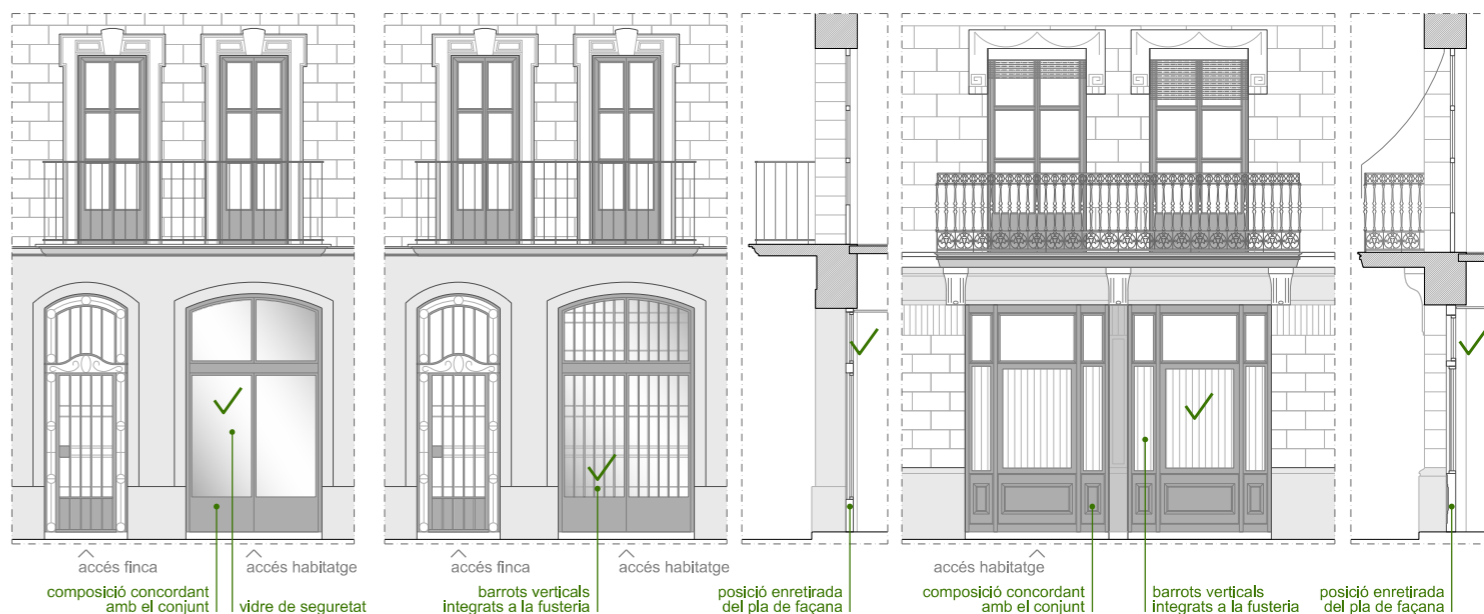 accés finca
accés habitatge
composició concordant
amb el conjunt
vidre de seguretat
accés finca
accés habitatge
barrots verticals
integrats a la fusteria
posició enretirada
del pla de façana
accés habitatge
composició concordant
amb el conjunt
barrots verticals
integrats a la fusteria
posició enretirada
del pla de façana